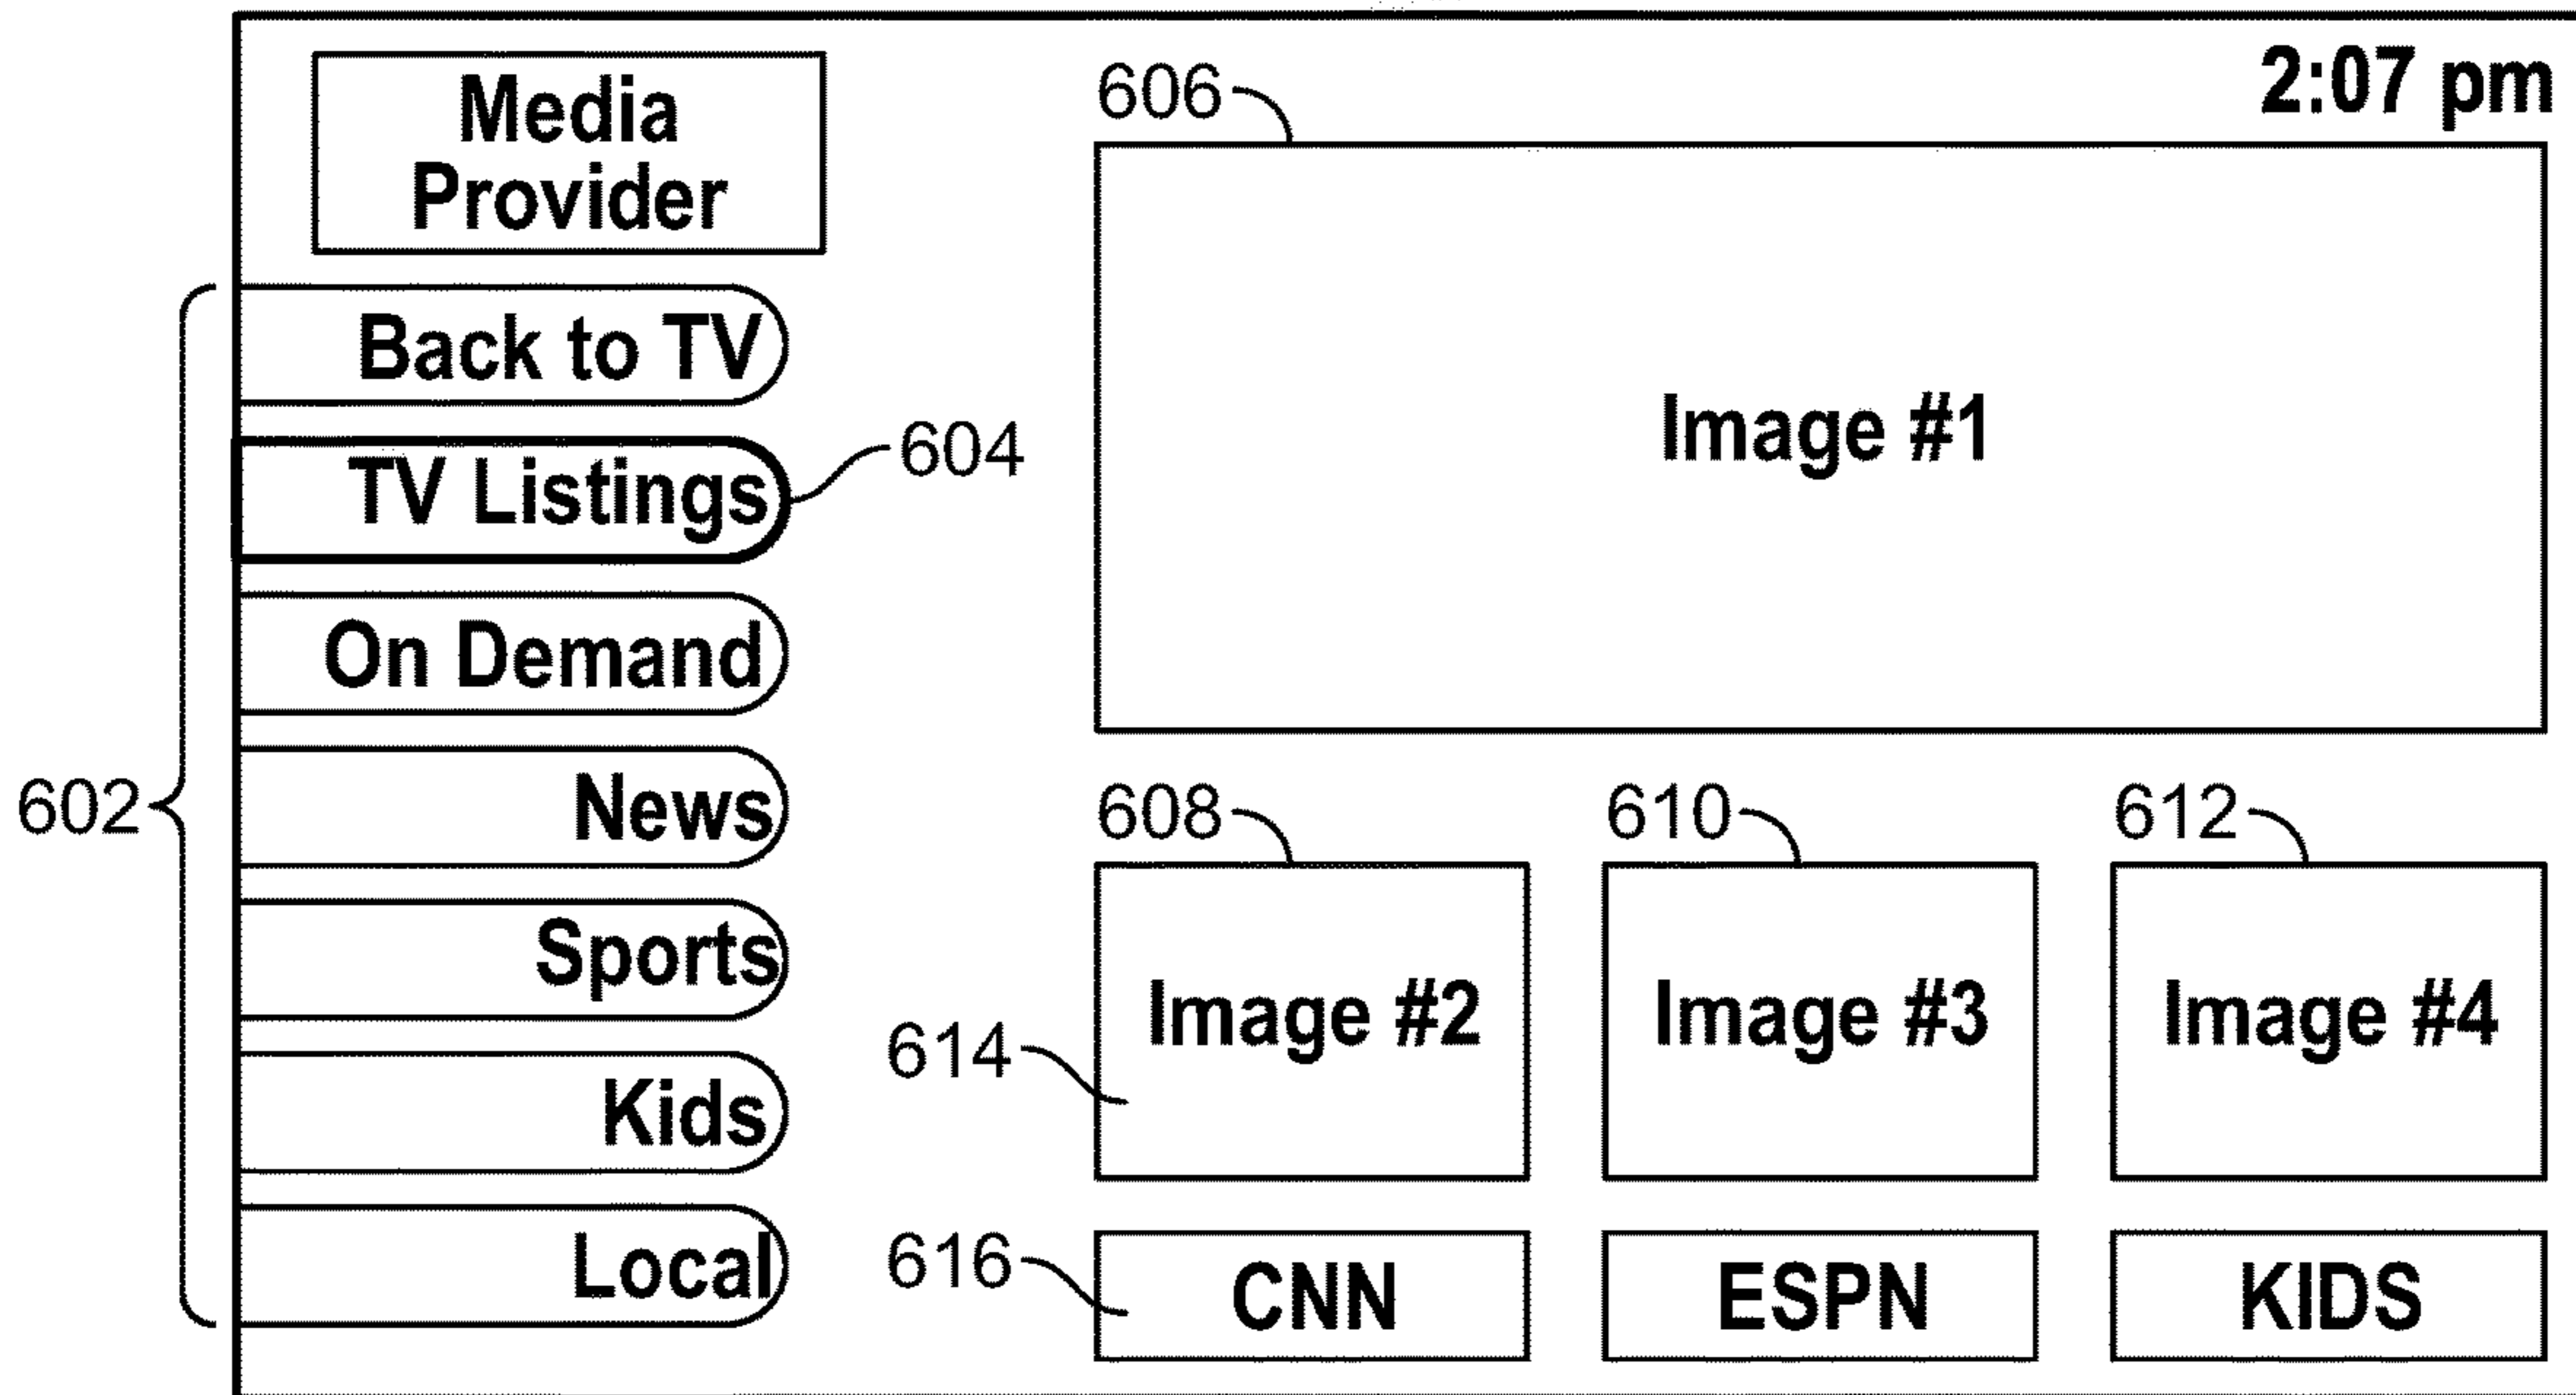 2:07 pm
Media
Provider
606
Back to TV
TV Listings
604
Image #1
On Demand
News
602
608
610
612
Sports
Image #2
Image #3
Image #4
614
Kids
Local
616
CNN
ESPN
KIDS